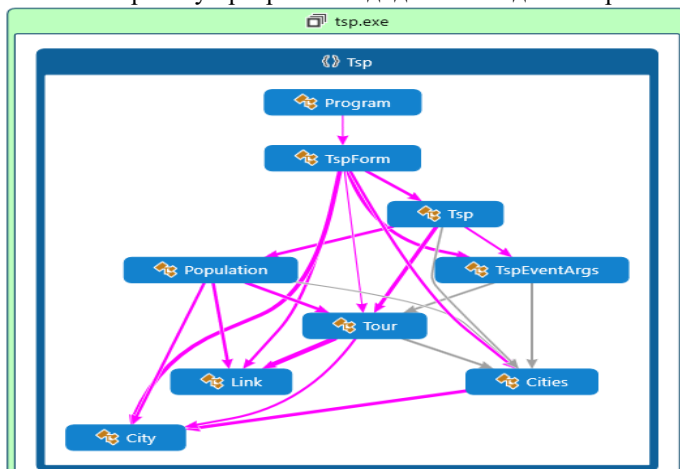 tsp.exe
Tsp
Program
TspForm
Tsp
Population
TspEventArgs
Tour
Link
Cities
City